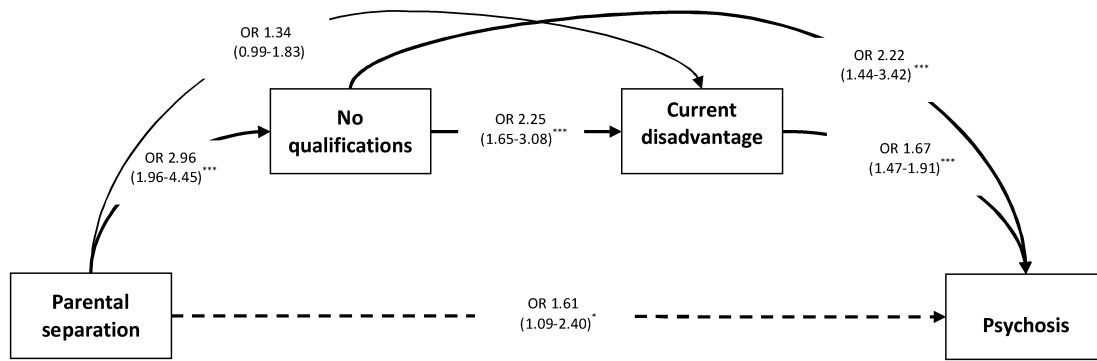 OR 1.34
(0.99-1.83)
OR 2.22
(1.44-3.42)***
No
qualifications
OR 2.25
(1.65-3.08)***
Current
disadvantage
OR 1.67
(1.47-1.91)***
OR 2.96
(1.96-4.45)***
Parental
separation
OR 1.61
(1.09-2.40)*
Psychosis